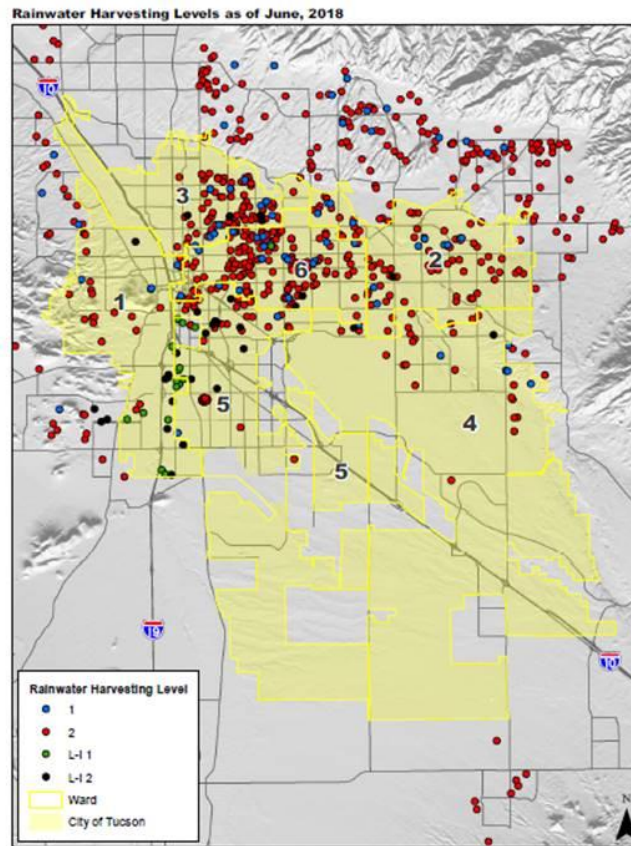 Rainwater Harvesting Levels as of June, 2018
10
3
2
6
1
5
4
5
19
10
Rainwater Harvesting Level
1
2
L-I 1
L-I 2
Ward
City of Tucson
N